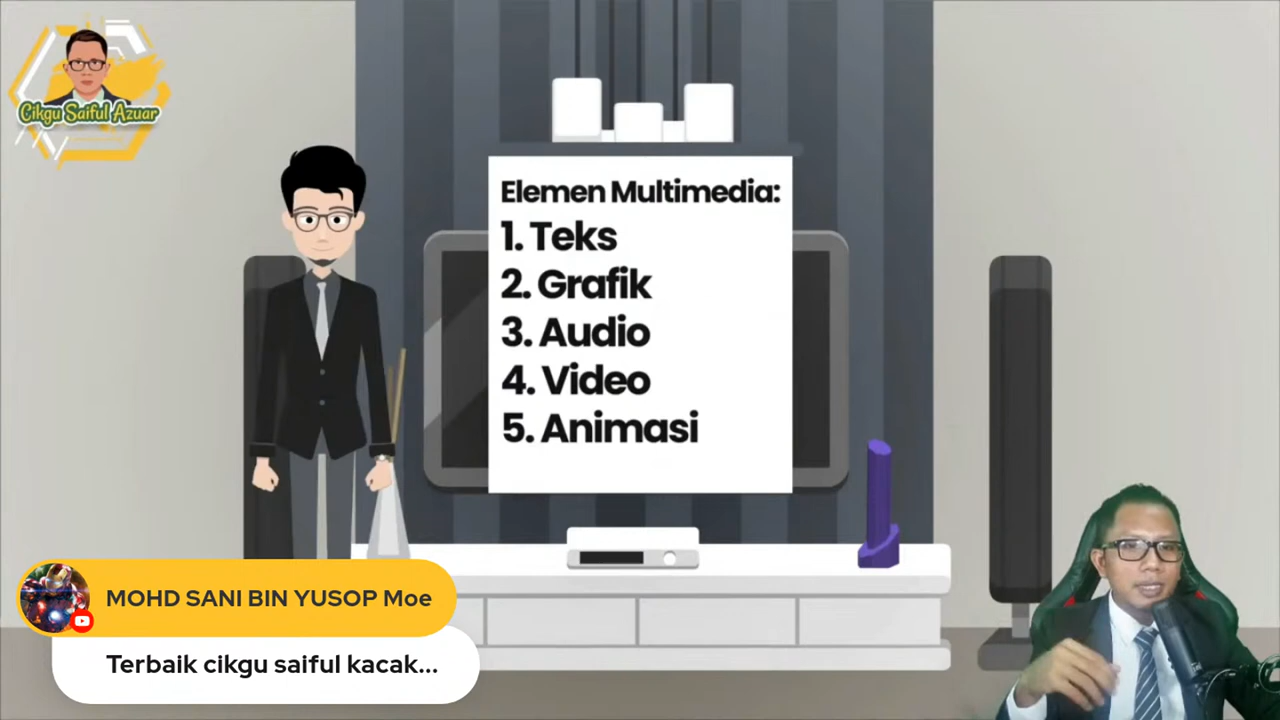 Cikgu Saiful Azuar
Elemen Multimedia:
1. Teks
2. Grafik
3. Audio
4. Video
5. Animasi
MOHD SANI BIN YUSOP Moe
Terbaik cikgu saiful kacak...